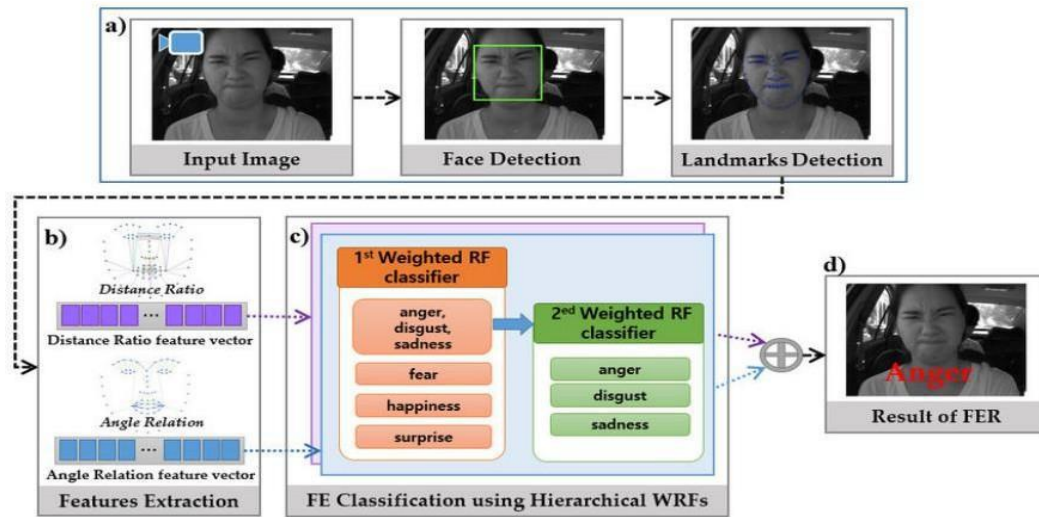 a)
Input Image
Face Detection
Landmarks Detection
b)
Distance Ratio
...
Distance Ratio feature vector
Angle Relation
...
Angle Relation feature vector
Features Extraction
c)
1st Weighted RF
classifier
anger,
disgust,
sadness
fear
happiness
surprise
2ed Weighted RF
classifier
anger
disgust
sadness
FE Classification using Hierarchical WRFs
d)
Anger
Result of FER